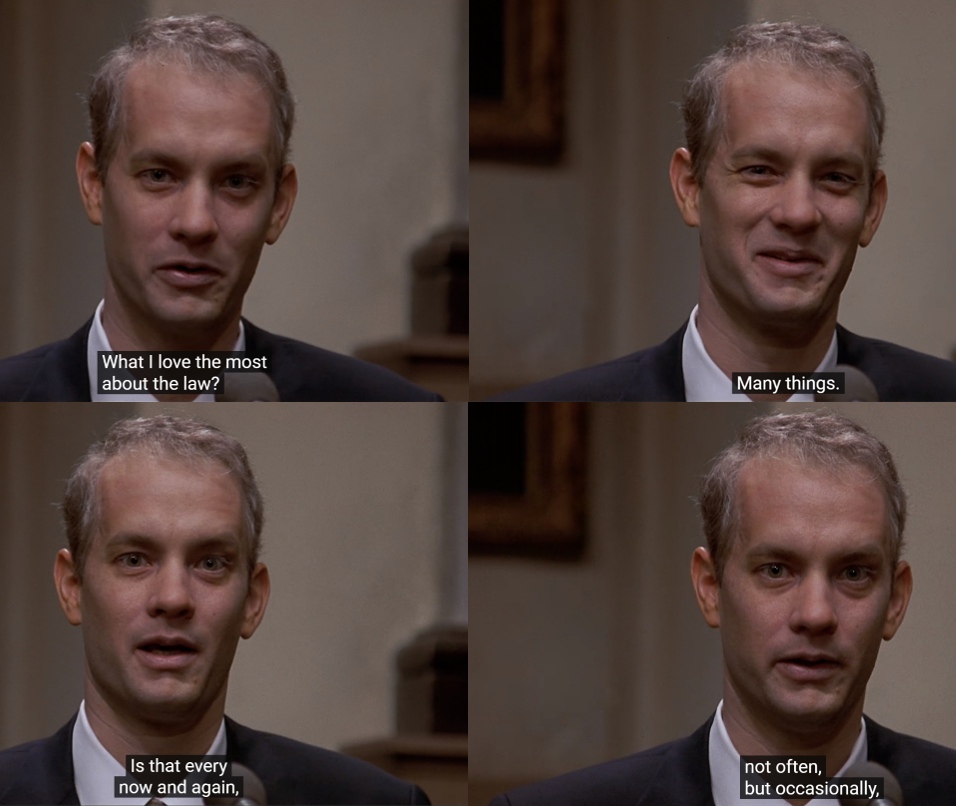 What I love the most
about the law?
Many things.
Is that every
now and again,
not often,
but occasionally,